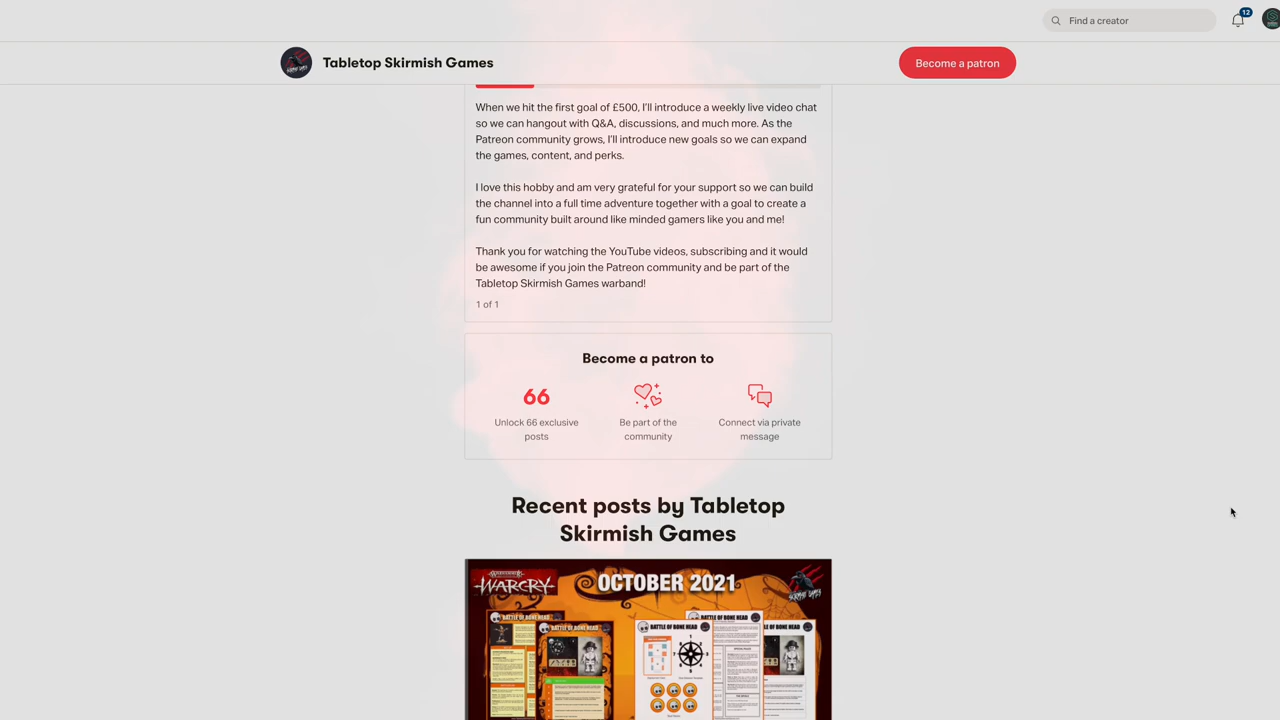 Find a creator
12
Tabletop Skirmish Games
Become a patron
When we hit the first goal of £500, I'll introduce a weekly live video chat
so we can hangout with Q&A, discussions, and much more. As the
Patreon community grows, I'll introduce new goals so we can expand
the games, content, and perks.
I love this hobby and am very grateful for your support so we can build
the channel into a full time adventure together with a goal to create a
fun community built around like minded gamers like you and me!
Thank you for watching the YouTube videos, subscribing and it would
be awesome if you join the Patreon community and be part of the
Tabletop Skirmish Games warband!
1 of 1
Become a patron to
66
Unlock 66 exclusive
posts
Be part of the
community
Connect via private
message
Recent posts by Tabletop
Skirmish Games
WARCRY
OCTOBER 2021
SKIRMISH GAMES
BATTLE OF BONE HEAD
BATTLE OF BONE HEAD
BATTLE OF BONE HEAD
BATTLE OF BONE HEAD